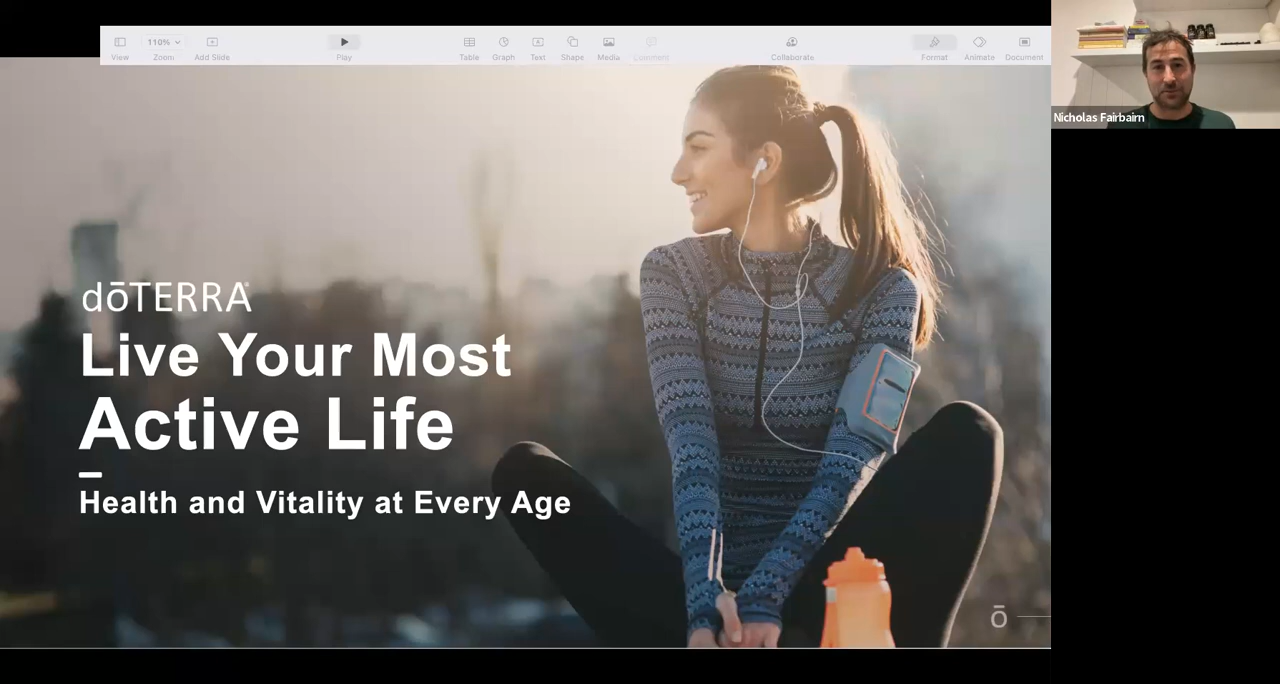 110%
View
Zoom
Add Slide
Play
Table
Graph
Text
Shape
Media
Comment
Collaborate
Format
Animate
Document
Nicholas Fairbairn
dōTERRA
Live Your Most
Active Life
Health and Vitality at Every Age
ō